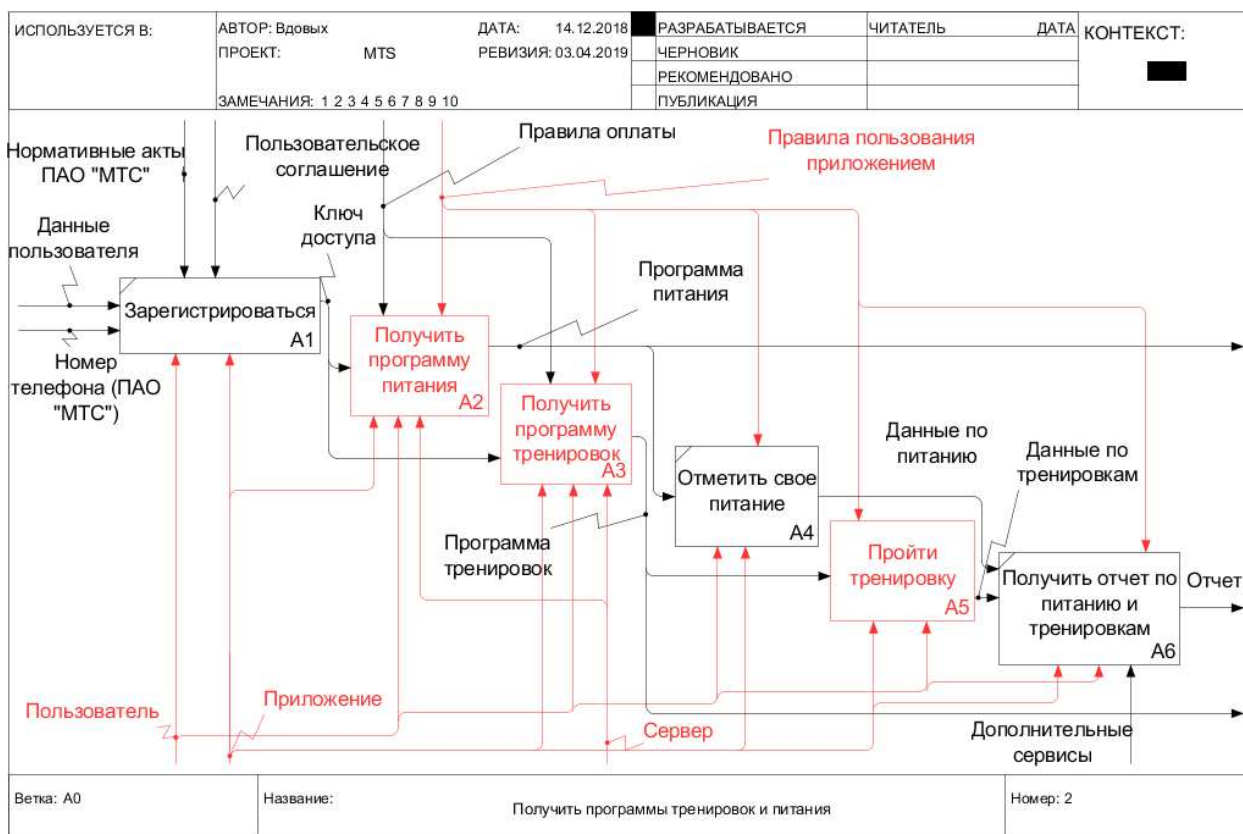 ИСПОЛЬЗУЕТСЯ В:
АВТОР: Вдовых
ДАТА: 14.12.2018
ПРОЕКТ: MTS
РЕВИЗИЯ: 03.04.2019
ЗАМЕЧАНИЯ: 1 2 3 4 5 6 7 8 9 10
РАЗРАБАТЫВАЕТСЯ
ЧЕРНОВИК
РЕКОМЕНДОВАНО
ПУБЛИКАЦИЯ
ЧИТАТЕЛЬ
ДАТА
КОНТЕКСТ:
Нормативные акты
ПАО "МТС"
Пользовательское
соглашение
Правила оплаты
Правила пользования
приложением
Данные
пользователя
Ключ
доступа
Зарегистрироваться
A1
Номер
телефона (ПАО
"МТС")
Программа
питания
Получить
программу
питания
A2
Получить
программу
тренировок
A3
Программа
тренировок
Отметить свое
питание
A4
Данные по
питанию
Данные по
тренировкам
Пройти
тренировку
A5
Получить отчет по
питанию и
тренировкам
A6
Отчет
Пользователь
Приложение
Сервер
Дополнительные
сервисы
Ветка: A0
Название:
Получить программы тренировок и питания
Номер: 2